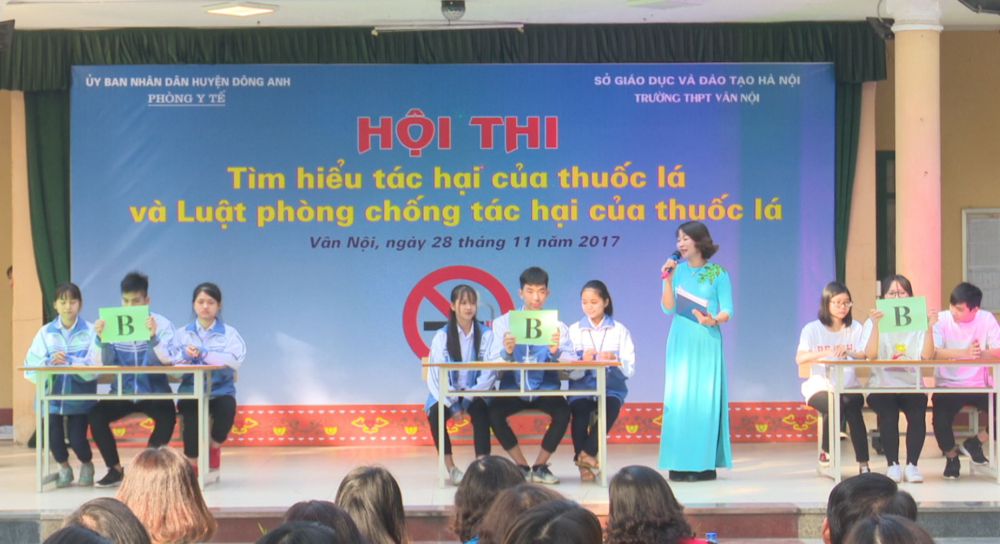 ỦY BAN NHÂN DÂN HUYỆN ĐÔNG ANH
PHÒNG Y TẾ
SỞ GIÁO DỤC VÀ ĐÀO TẠO HÀ NỘI
TRƯỜNG THPT VÂN NỘI
HỘI THI
Tìm hiểu tác hại của thuốc lá
và Luật phòng chống tác hại của thuốc lá
Vân Nội, ngày 28 tháng 11 năm 2017
B
B
B